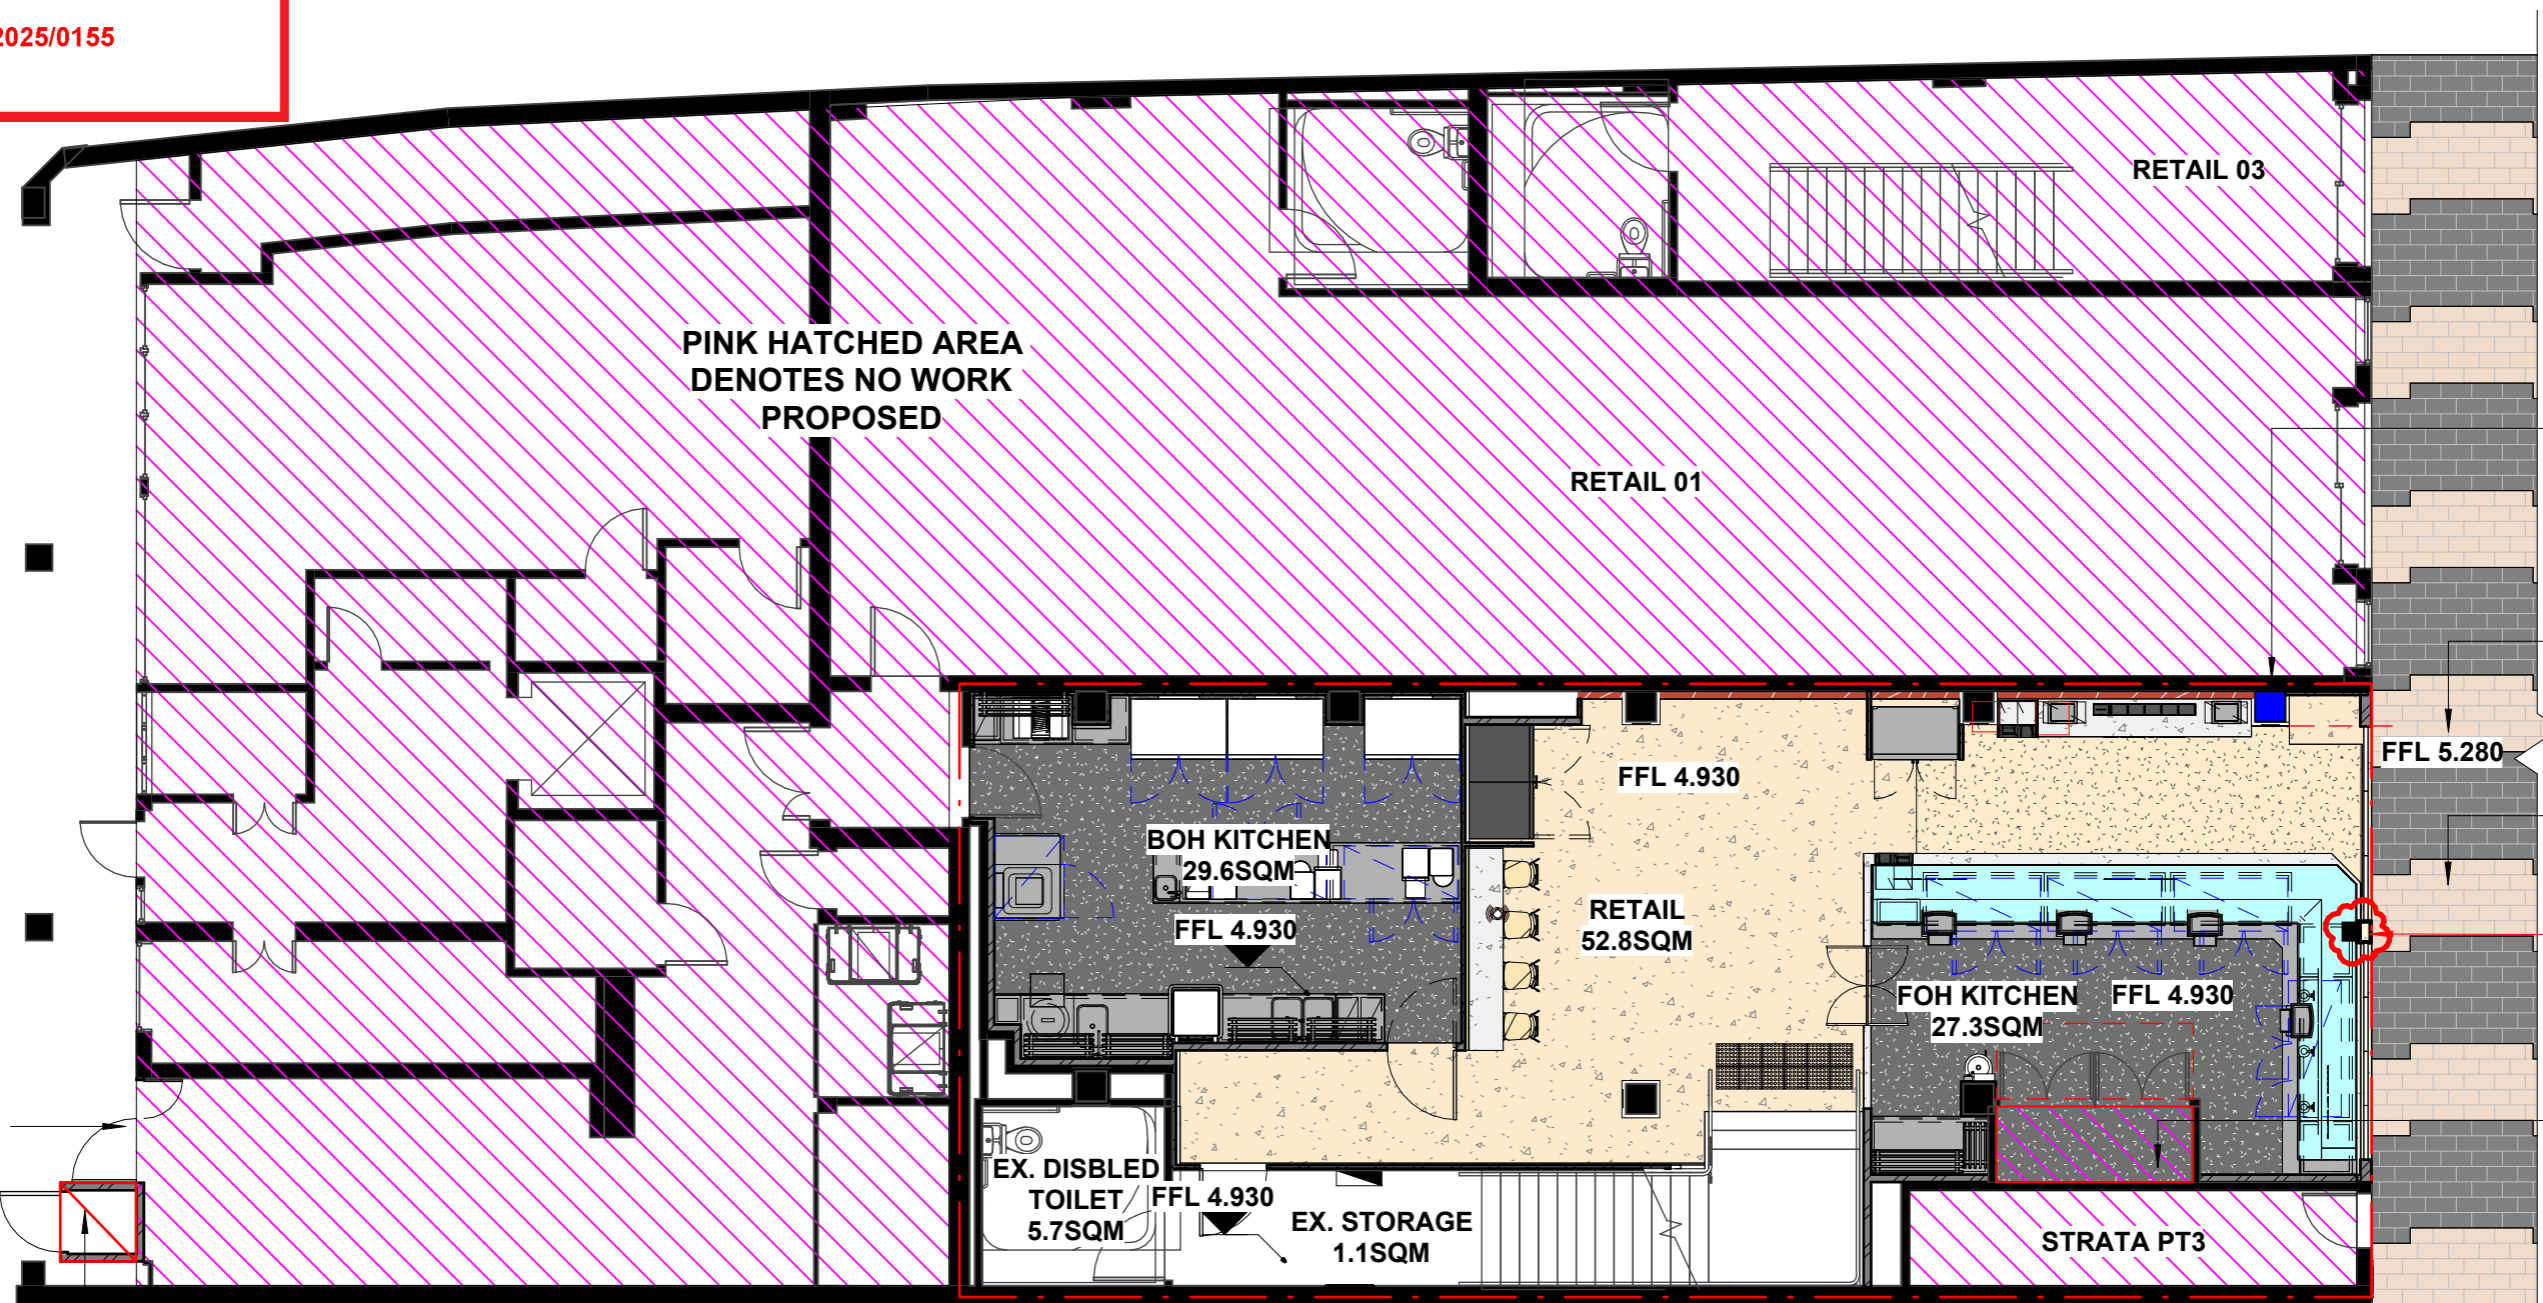 2025/0155
RETAIL 03
PINK HATCHED AREA
DENOTES NO WORK
PROPOSED
RETAIL 01
FFL 5.280
FFL 4.930
BOH KITCHEN
29.6SQM
FFL 4.930
RETAIL
52.8SQM
FOH KITCHEN
27.3SQM
FFL 4.930
EX. DISBLED
TOILET
5.7SQM
FFL 4.930
EX. STORAGE
1.1SQM
STRATA PT3